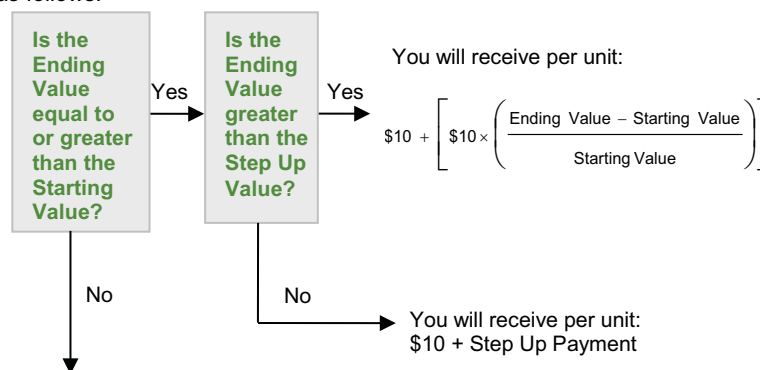 Is the
Ending
Value
equal to
or greater
than the
Starting
Value?
Yes
Is the
Ending
Value
greater
than the
Step Up
Value?
Yes
You will receive per unit:
$10 + [ $10 × ( Ending Value – Starting Value / Starting Value ) ]
No
No
You will receive per unit:
$10 + Step Up Payment